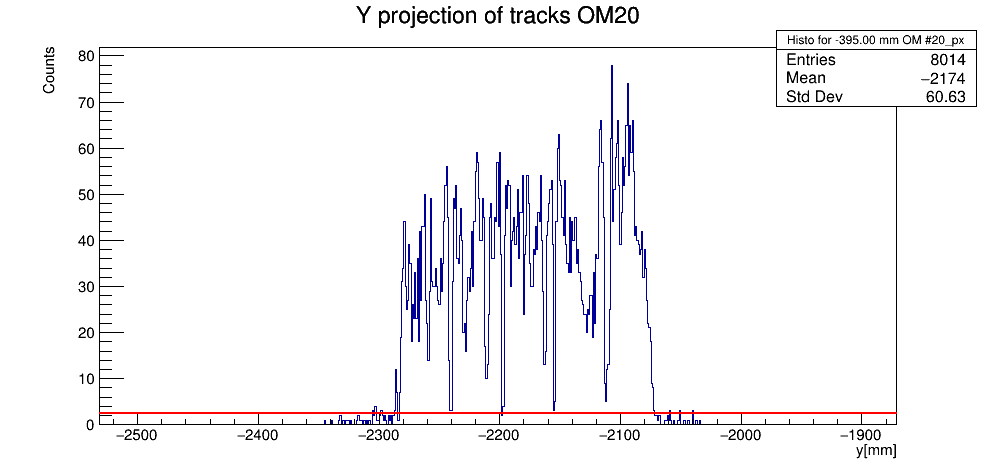 Y projection of tracks OM20
Histo for -395.00 mm OM #20_px
Entries 8014
Mean −2174
Std Dev 60.63
Counts
80
70
60
50
40
30
20
10
0
−2500 −2400 −2300 −2200 −2100 −2000 −1900
y[mm]